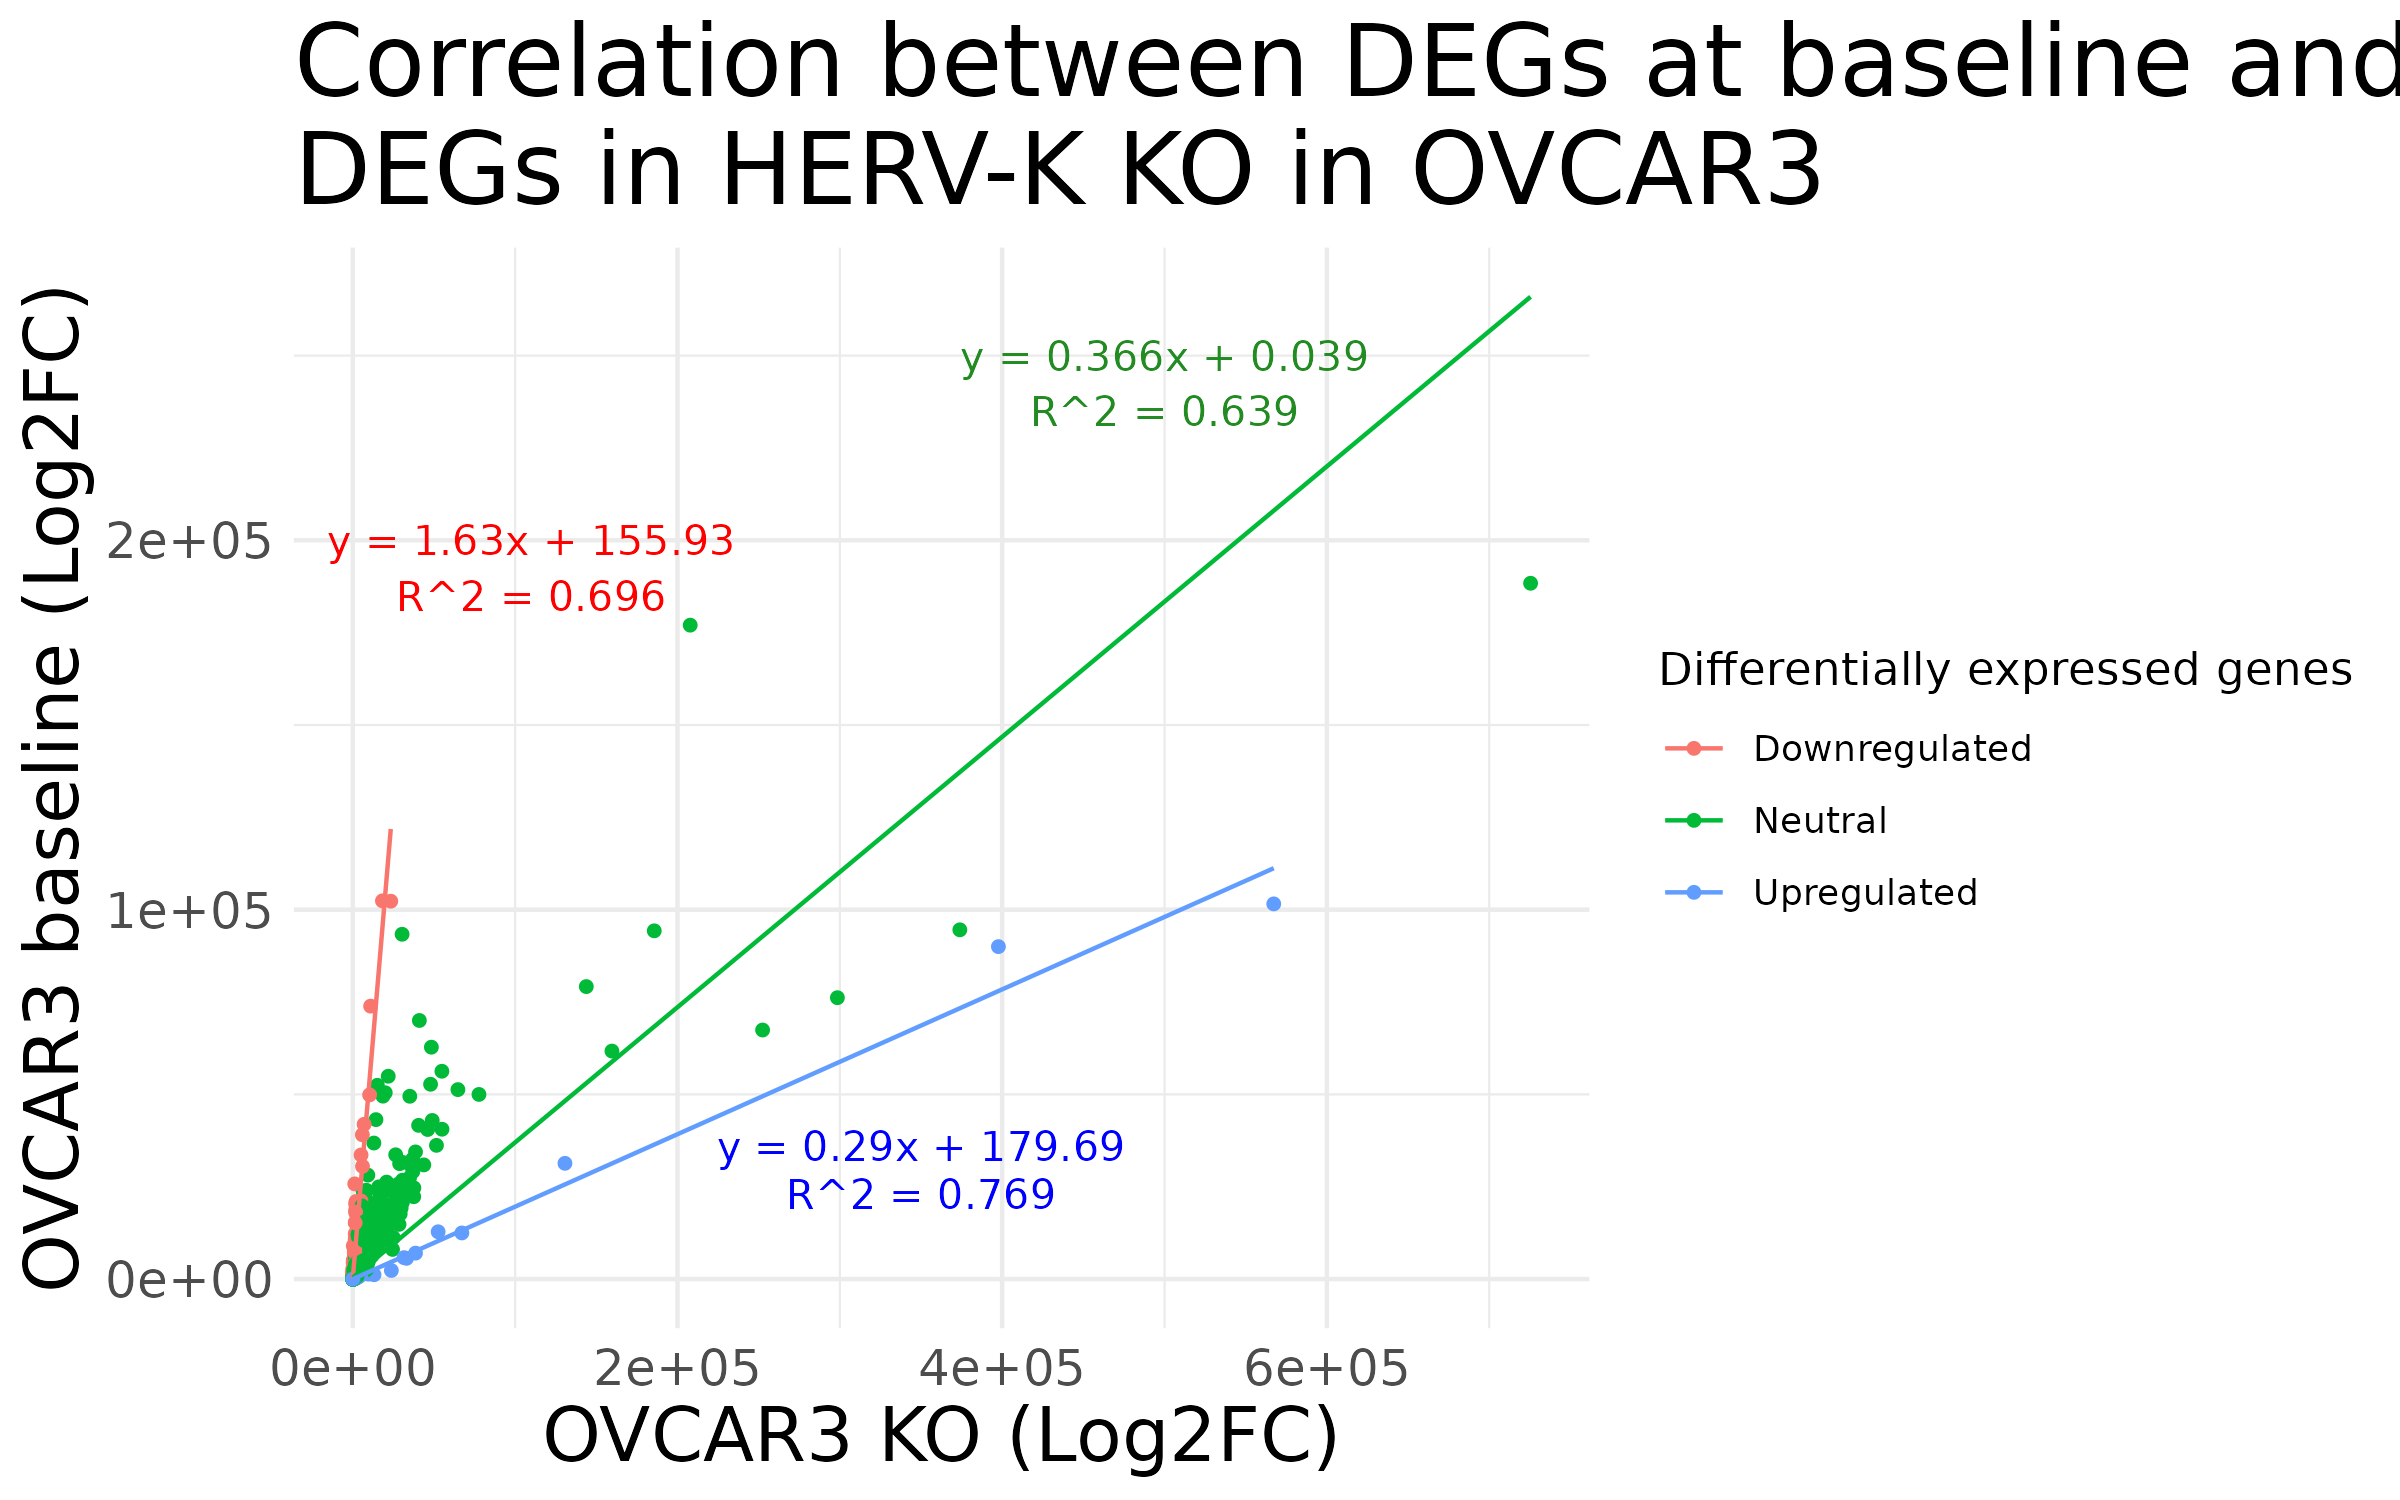 Correlation between DEGs at baseline and
DEGs in HERV-K KO in OVCAR3
OVCAR3 baseline (Log2FC)
2e+05
1e+05
0e+00
y = 0.366x + 0.039
R^2 = 0.639
y = 1.63x + 155.93
R^2 = 0.696
y = 0.29x + 179.69
R^2 = 0.769
0e+00 2e+05 4e+05 6e+05
OVCAR3 KO (Log2FC)
Differentially expressed genes
Downregulated
Neutral
Upregulated